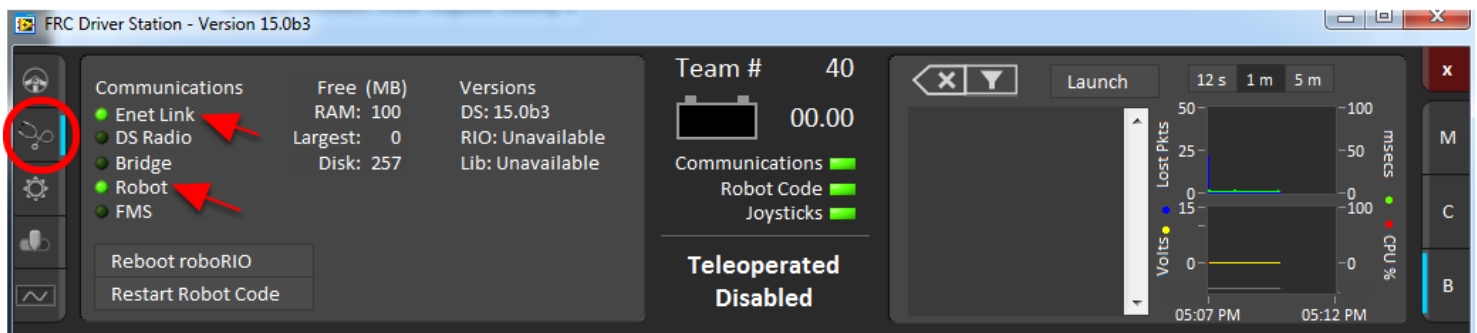 FRC Driver Station - Version 15.0b3
Communications
Enet Link
DS Radio
Bridge
Robot
FMS
Free (MB)
RAM: 100
Largest: 0
Disk: 257
Versions
DS: 15.0b3
RIO: Unavailable
Lib: Unavailable
Reboot roboRIO
Restart Robot Code
Team # 40
00.00
Communications
Robot Code
Joysticks
Teleoperated
Disabled
Launch
12 s 1 m 5 m
50
25
0
Lost Pkts
100
50
0
msecs
15
0
Volts
100
0
CPU %
05:07 PM 05:12 PM
x
M
C
B